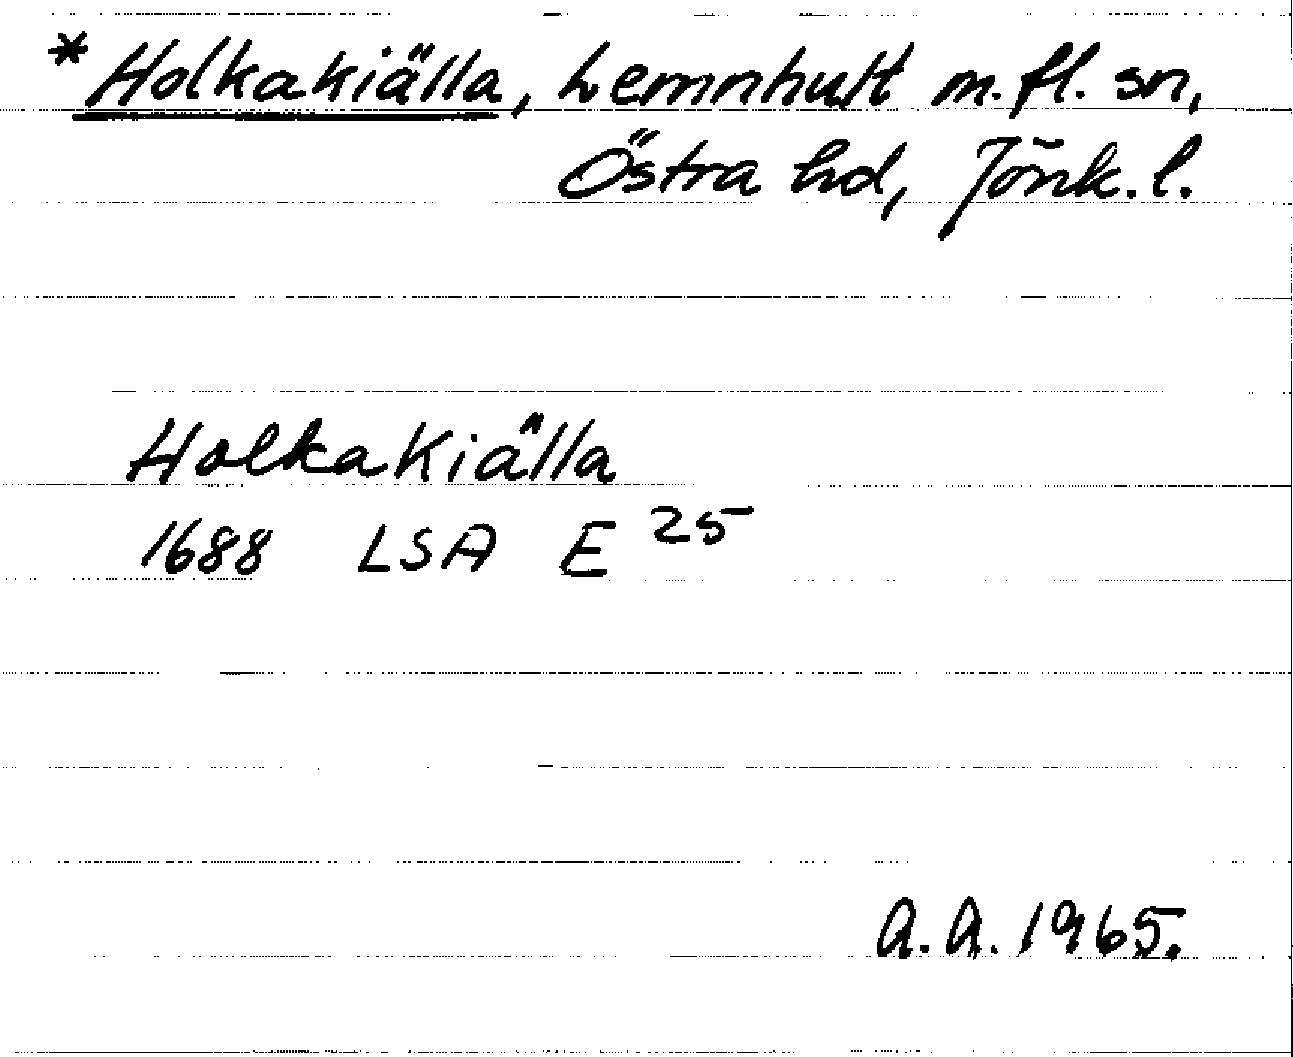 * Holkakiälla, Lemnhult m.fl. sn,
Östra hd, Jönk. l.
Holkakiälla
1688 LSA E 25
A.A. 1965.